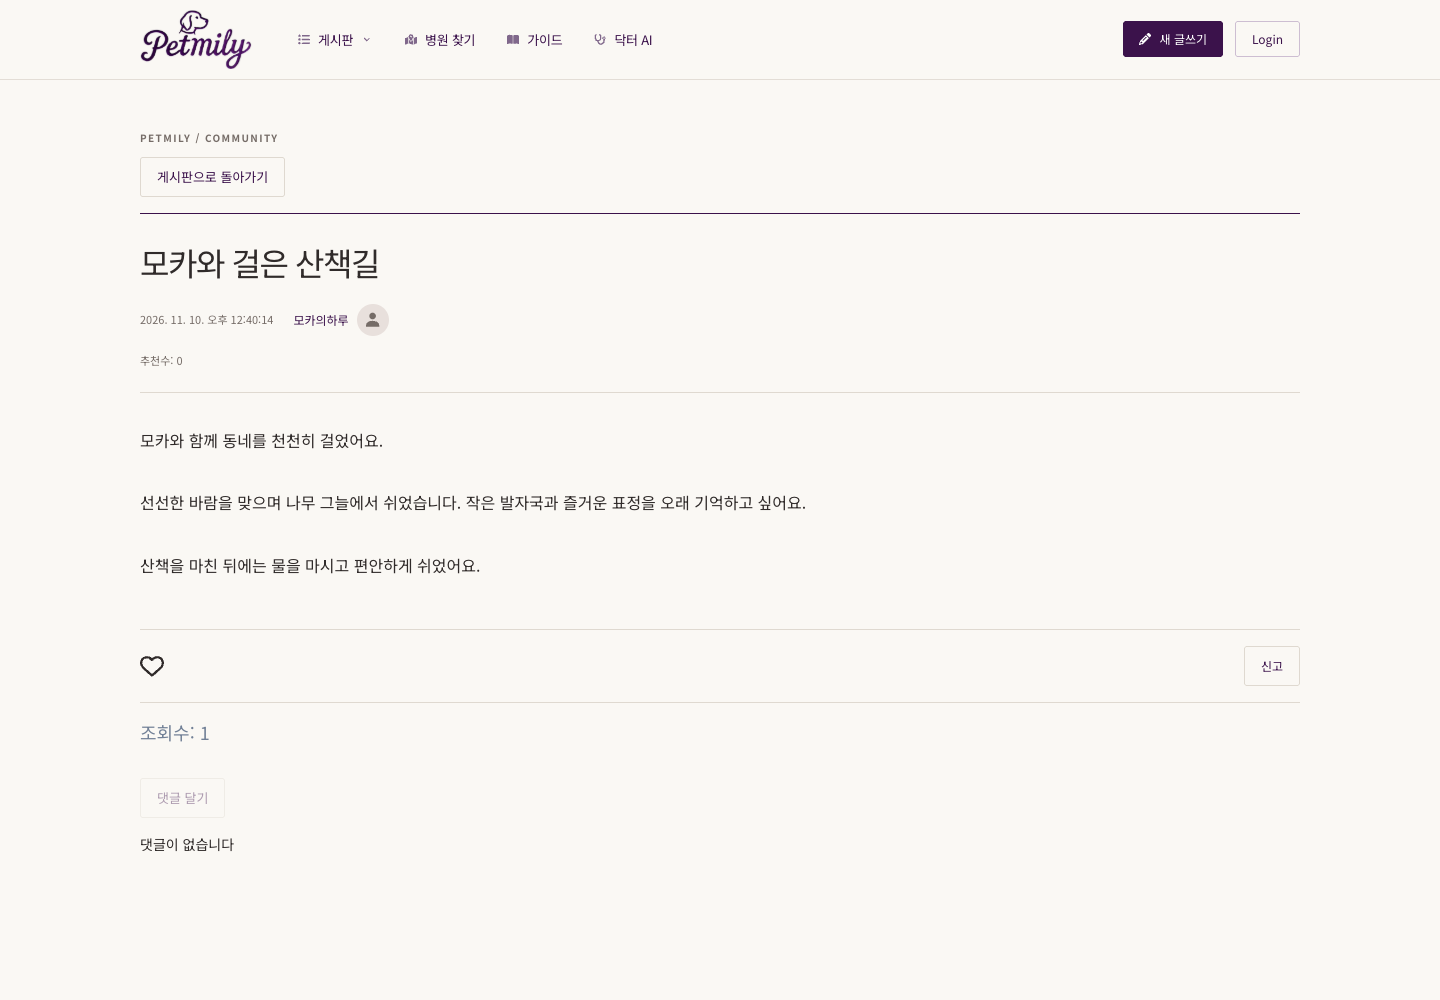 Petmily
게시판
병원 찾기
가이드
닥터 AI
새 글쓰기
Login
PETMILY / COMMUNITY
게시판으로 돌아가기
모카와 걸은 산책길
2026. 11. 10. 오후 12:40:14 모카의하루
추천수: 0
모카와 함께 동네를 천천히 걸었어요.
선선한 바람을 맞으며 나무 그늘에서 쉬었습니다. 작은 발자국과 즐거운 표정을 오래 기억하고 싶어요.
산책을 마친 뒤에는 물을 마시고 편안하게 쉬었어요.
신고
조회수: 1
댓글 달기
댓글이 없습니다